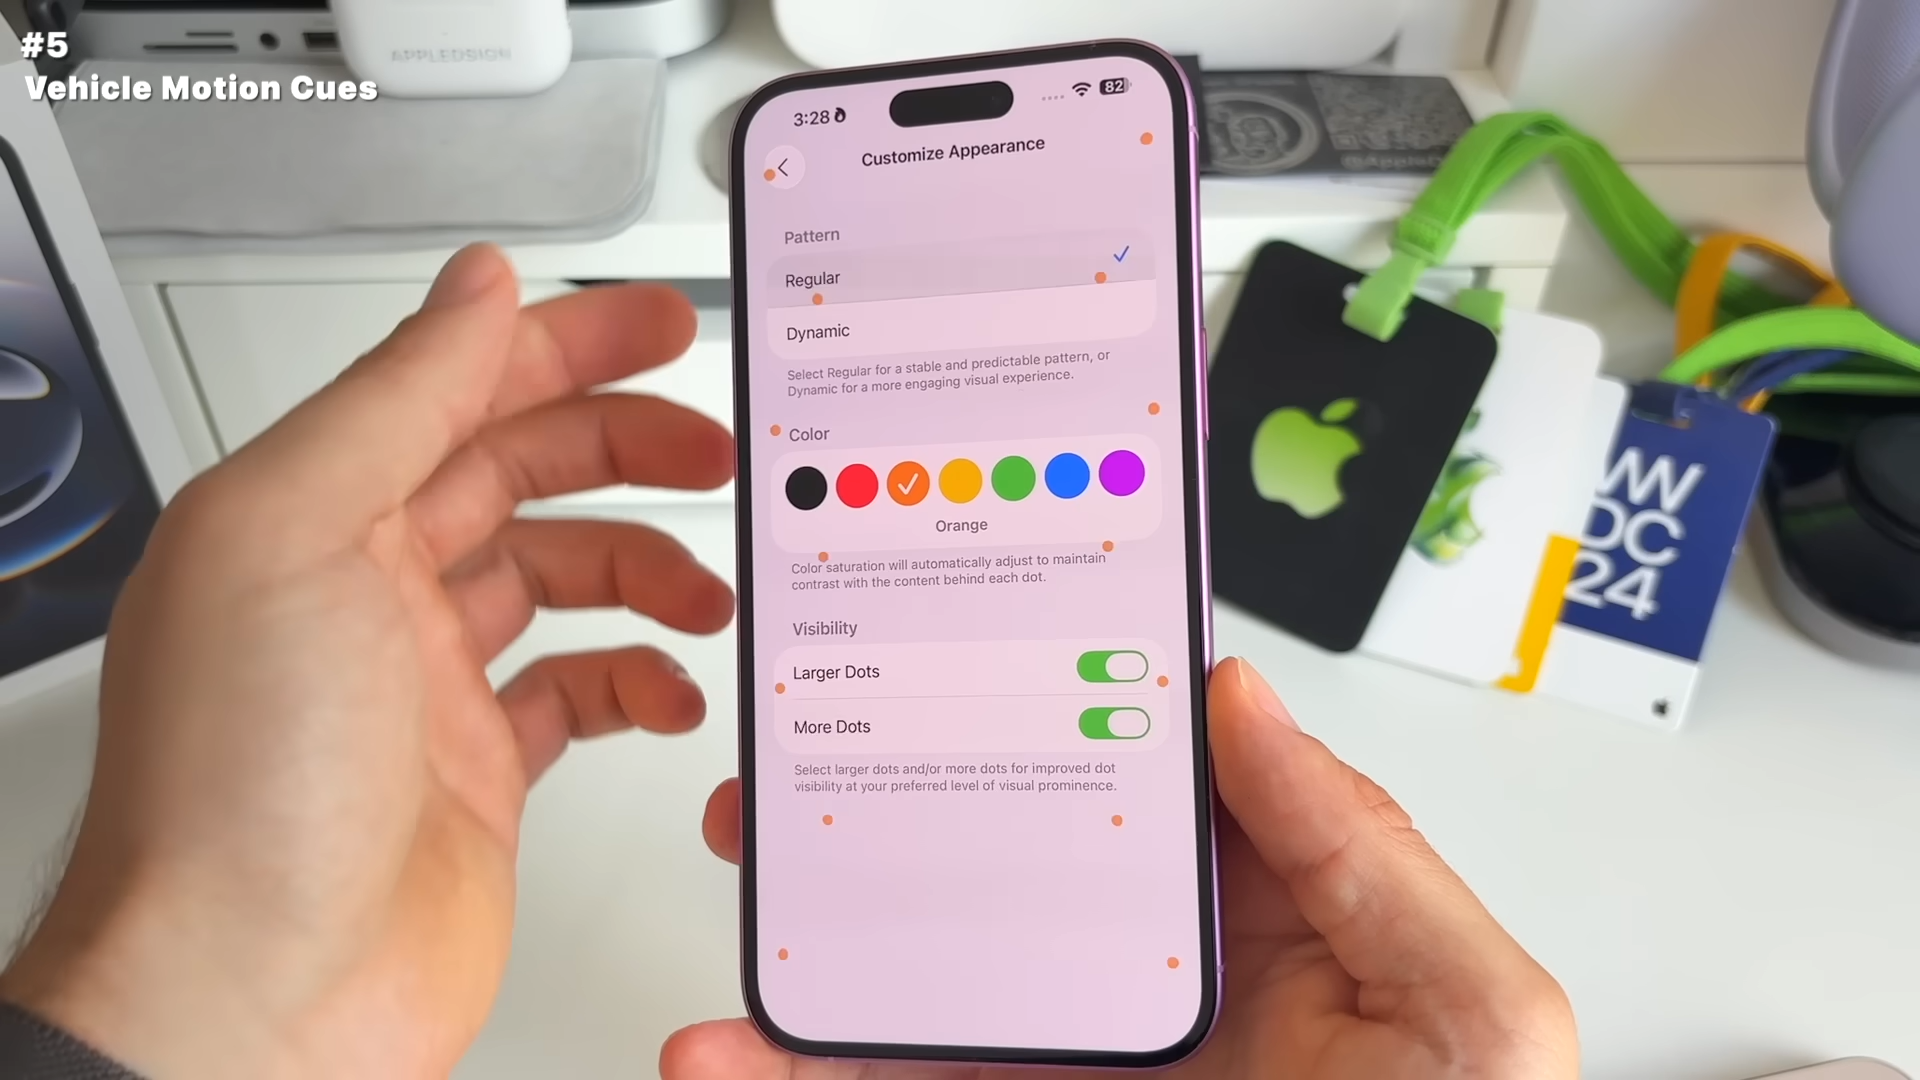 #5
Vehicle Motion Cues
APPLEDSIGN
3:28
82
Customize Appearance
Pattern
Regular
Dynamic
Select Regular for a stable and predictable pattern, or
Dynamic for a more engaging visual experience.
Color
Orange
Color saturation will automatically adjust to maintain
contrast with the content behind each dot.
Visibility
Larger Dots
More Dots
Select larger dots and/or more dots for improved dot
visibility at your preferred level of visual prominence.
WW
DC
24